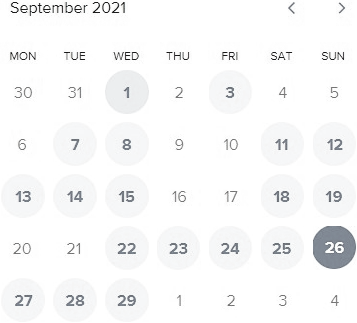 September 2021
MON TUE WED THU FRI SAT SUN
30 31 1 2 3 4 5
6 7 8 9 10 11 12
13 14 15 16 17 18 19
20 21 22 23 24 25 26
27 28 29 1 2 3 4